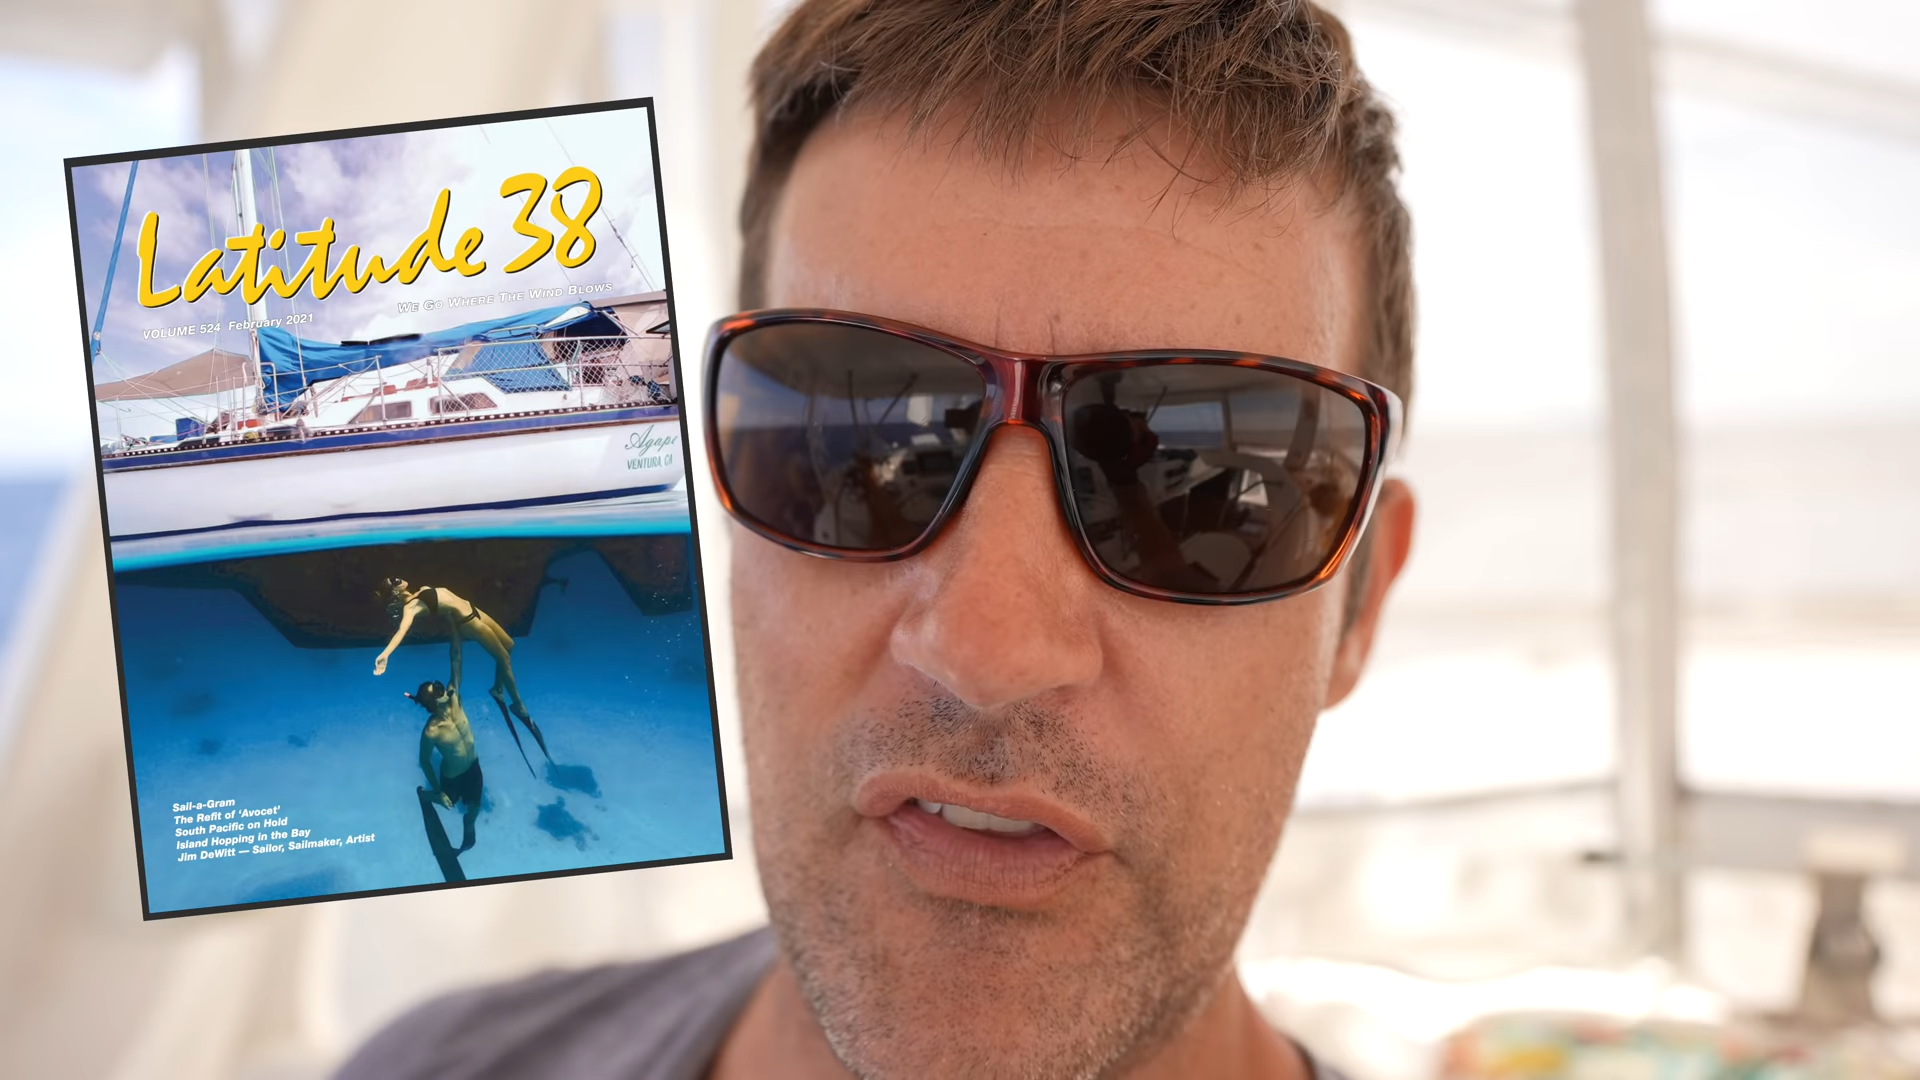 Latitude 38
WE GO WHERE THE WIND BLOWS
VOLUME 524 February 2021
Agape
VENTURA, CA
Sail-a-Gram
The Refit of ‘Avocet’
South Pacific on Hold
Island Hopping in the Bay
Jim DeWitt — Sailor, Sailmaker, Artist